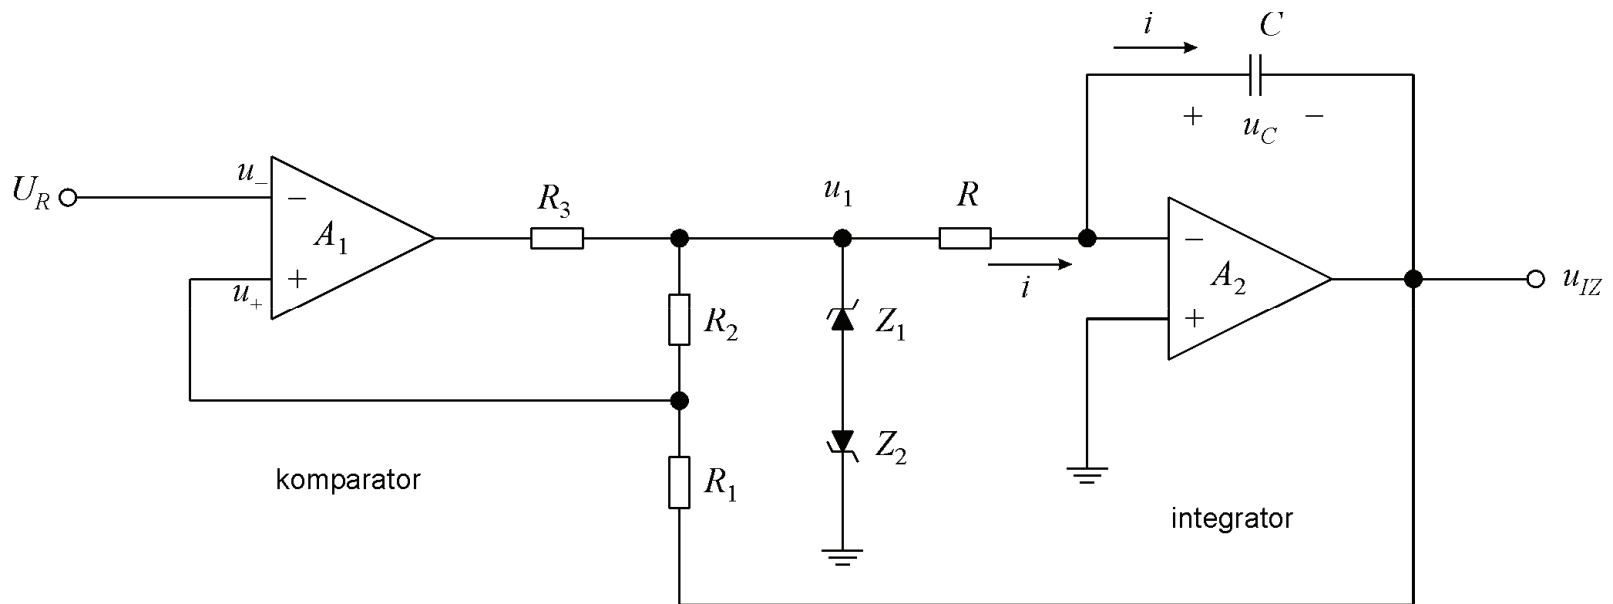 i
C
+ u_C −
u_−
U_R
−
A_1
+
u_+
R_3
u_1
R
i
−
A_2
+
u_IZ
R_2
Z_1
R_1
Z_2
komparator
integrator